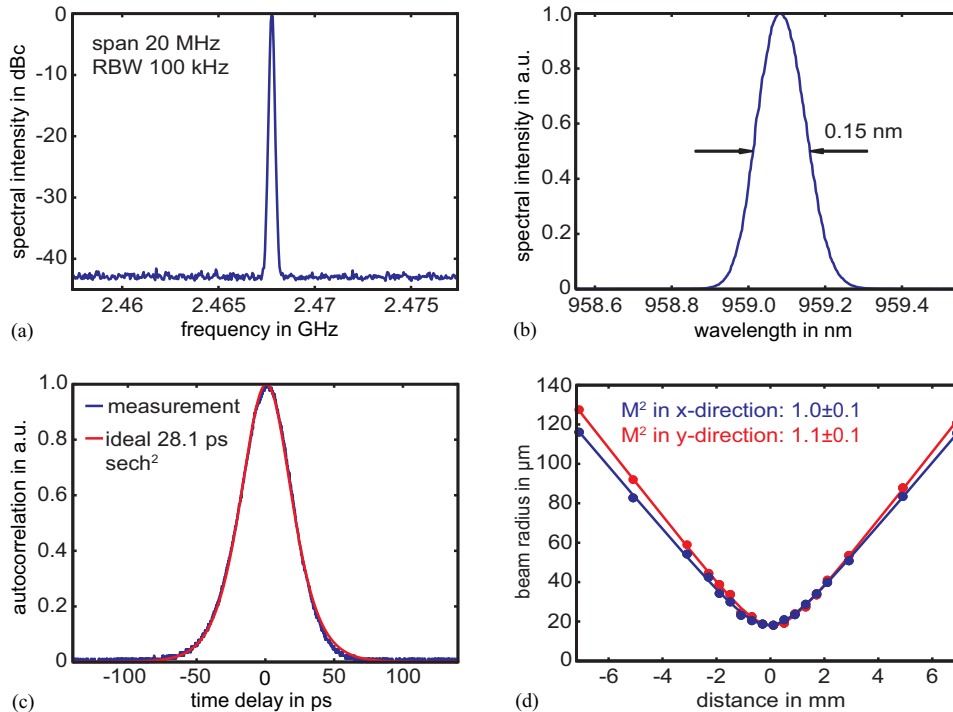 span 20 MHz
RBW 100 kHz
spectral intensity in dBc
0
-10
-20
-30
-40
2.46
2.465
2.47
2.475
frequency in GHz
(a)
0.15 nm
spectral intensity in a.u.
1.0
0.8
0.6
0.4
0.2
0
958.6
958.8
959.0
959.2
959.4
wavelength in nm
(b)
measurement
ideal 28.1 ps
sech²
autocorrelation in a.u.
1.0
0.8
0.6
0.4
0.2
0
-100
-50
0
50
100
time delay in ps
(c)
M² in x-direction: 1.0±0.1
M² in y-direction: 1.1±0.1
beam radius in µm
140
120
100
80
60
40
20
0
-6
-4
-2
0
2
4
6
distance in mm
(d)